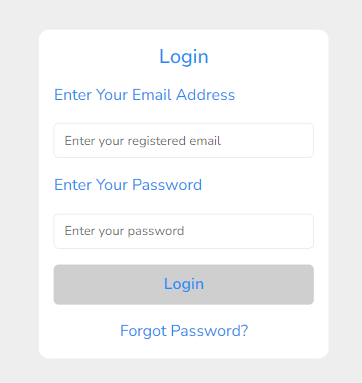 Login
Enter Your Email Address
Enter your registered email
Enter Your Password
Enter your password
Login
Forgot Password?